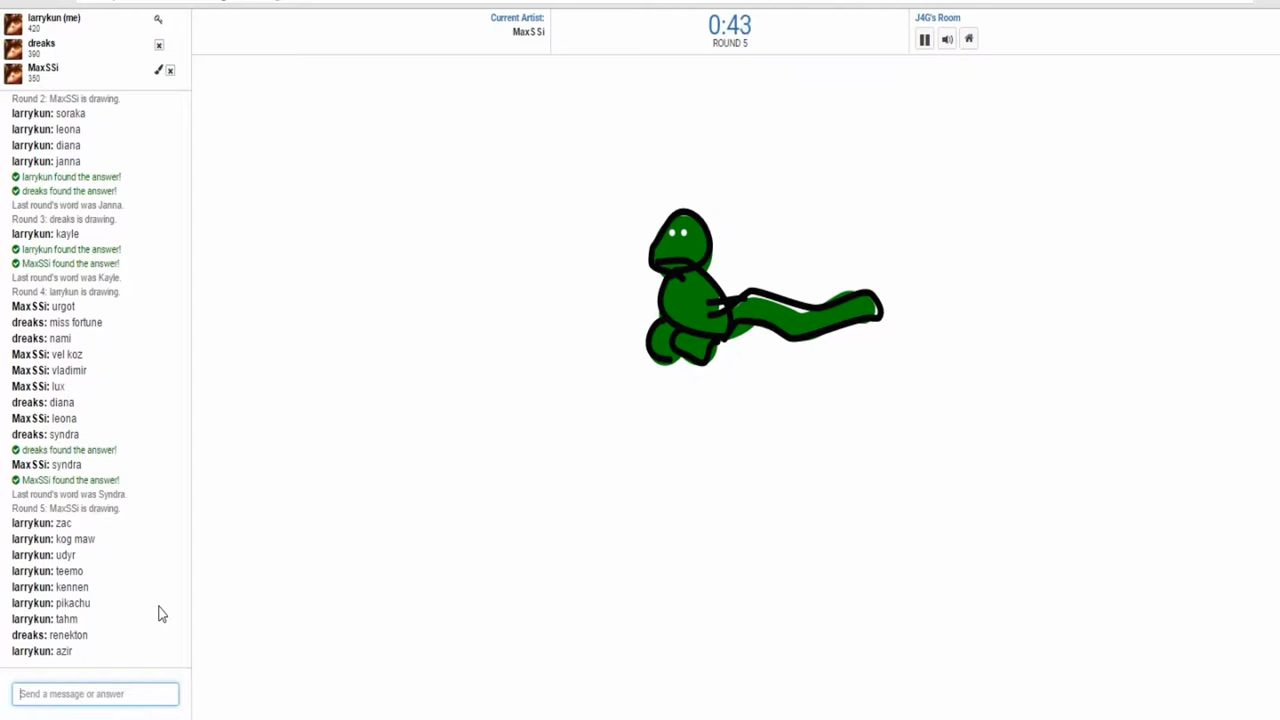 larrykun (me)
420
dreaks
390
MaxSSi
350
Current Artist:
MaxSSi
0:43
ROUND 5
J4G's Room
Round 2: MaxSSi is drawing.
larrykun: soraka
larrykun: leona
larrykun: diana
larrykun: janna
larrykun found the answer!
dreaks found the answer!
Last round's word was Janna.
Round 3: dreaks is drawing.
larrykun: kayle
larrykun found the answer!
MaxSSi found the answer!
Last round's word was Kayle.
Round 4: larrykun is drawing.
MaxSSi: urgot
dreaks: miss fortune
dreaks: nami
MaxSSi: vel koz
MaxSSi: vladimir
MaxSSi: lux
dreaks: diana
MaxSSi: leona
dreaks: syndra
dreaks found the answer!
MaxSSi: syndra
MaxSSi found the answer!
Last round's word was Syndra.
Round 5: MaxSSi is drawing.
larrykun: zac
larrykun: kog maw
larrykun: udyr
larrykun: teemo
larrykun: kennen
larrykun: pikachu
larrykun: tahm
dreaks: renekton
larrykun: azir
Send a message or answer